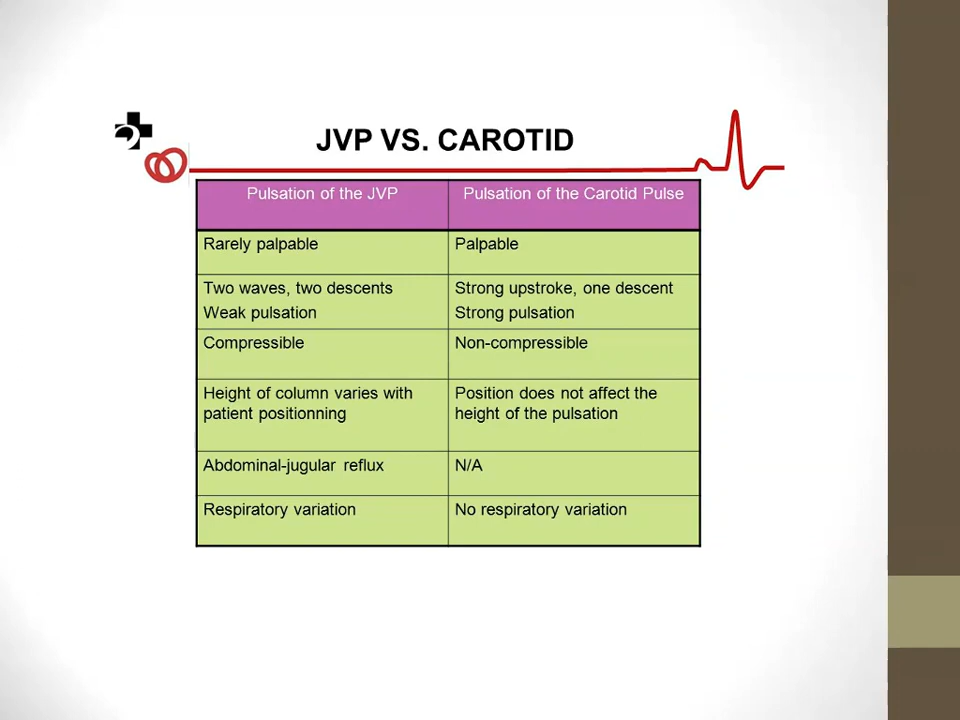 JVP VS. CAROTID
Pulsation of the JVP
Pulsation of the Carotid Pulse
Rarely palpable
Palpable
Two waves, two descents
Weak pulsation
Strong upstroke, one descent
Strong pulsation
Compressible
Non-compressible
Height of column varies with
patient positionning
Position does not affect the
height of the pulsation
Abdominal-jugular reflux
N/A
Respiratory variation
No respiratory variation